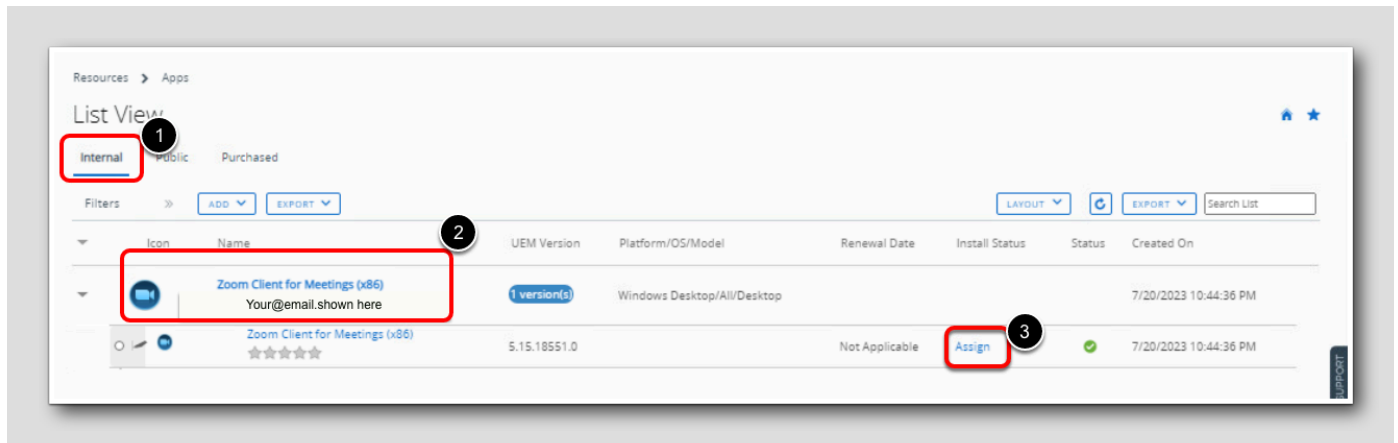 Resources > Apps
List View
1
Internal Public Purchased
Filters » ADD EXPORT LAYOUT EXPORT Search List
2
Icon Name UEM Version Platform/OS/Model Renewal Date Install Status Status Created On
Zoom Client for Meetings (x86)
Your@email.shown here
1 version(s) Windows Desktop/All/Desktop 7/20/2023 10:44:36 PM
3
Zoom Client for Meetings (x86)
5.15.18551.0 Not Applicable Assign 7/20/2023 10:44:36 PM
SUPPORT